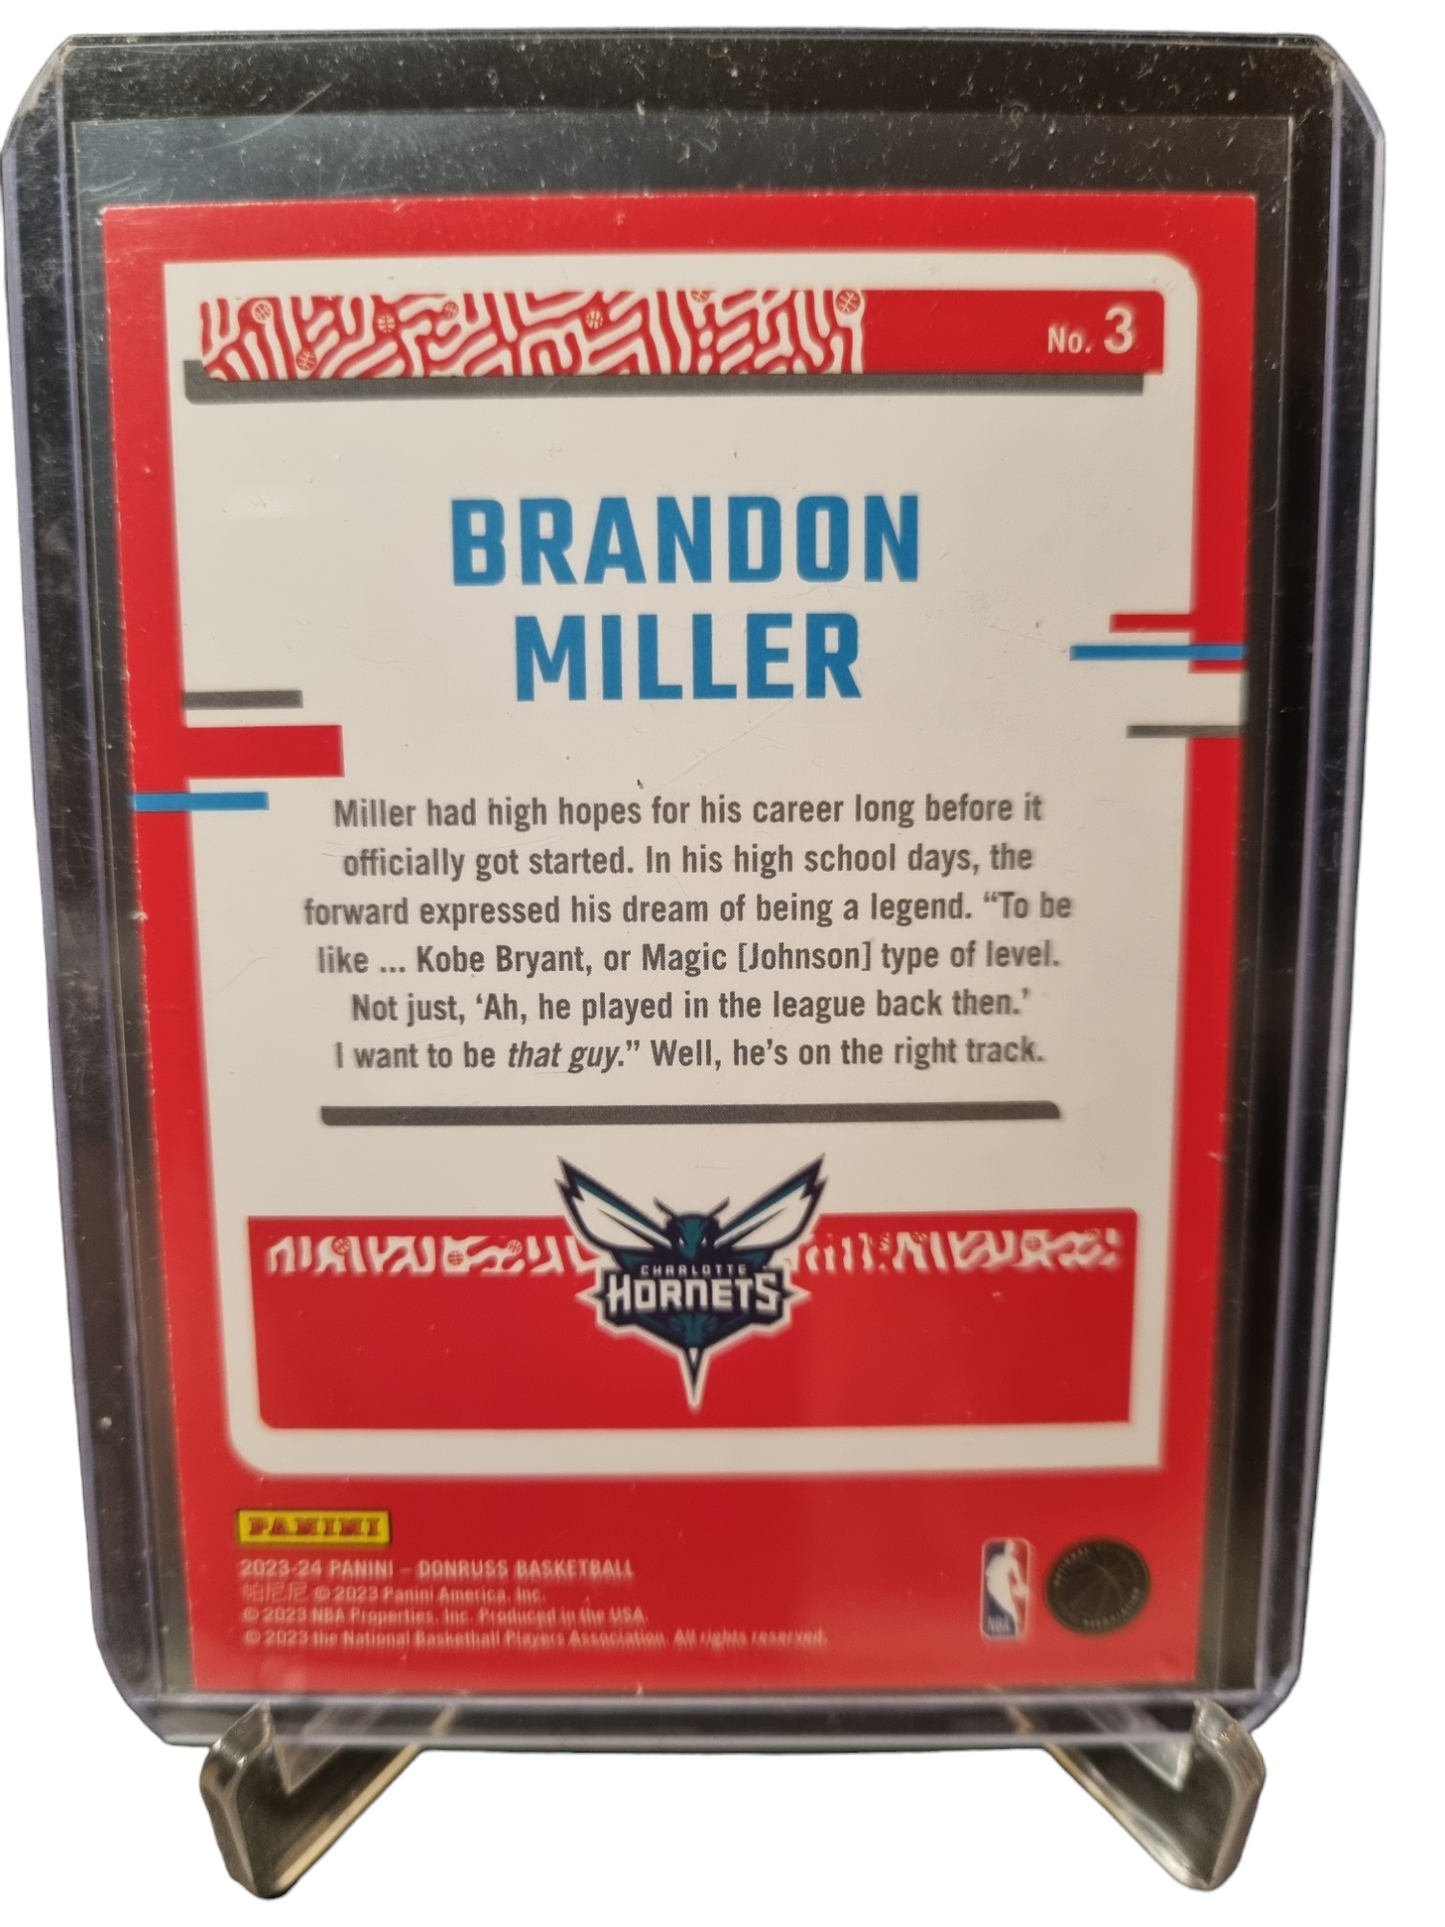 No. 3
BRANDON
MILLER
Miller had high hopes for his career long before it
officially got started. In his high school days, the
forward expressed his dream of being a legend. “To be
like ... Kobe Bryant, or Magic [Johnson] type of level.
Not just, ‘Ah, he played in the league back then.’
I want to be that guy.” Well, he’s on the right track.
CHARLOTTE
HORNETS
PANINI
2023-24 PANINI – DONRUSS BASKETBALL
帕尼尼 © 2023 Panini America, Inc.
© 2023 NBA Properties, Inc. Produced in the USA.
© 2023 the National Basketball Players Association. All rights reserved.
NBA